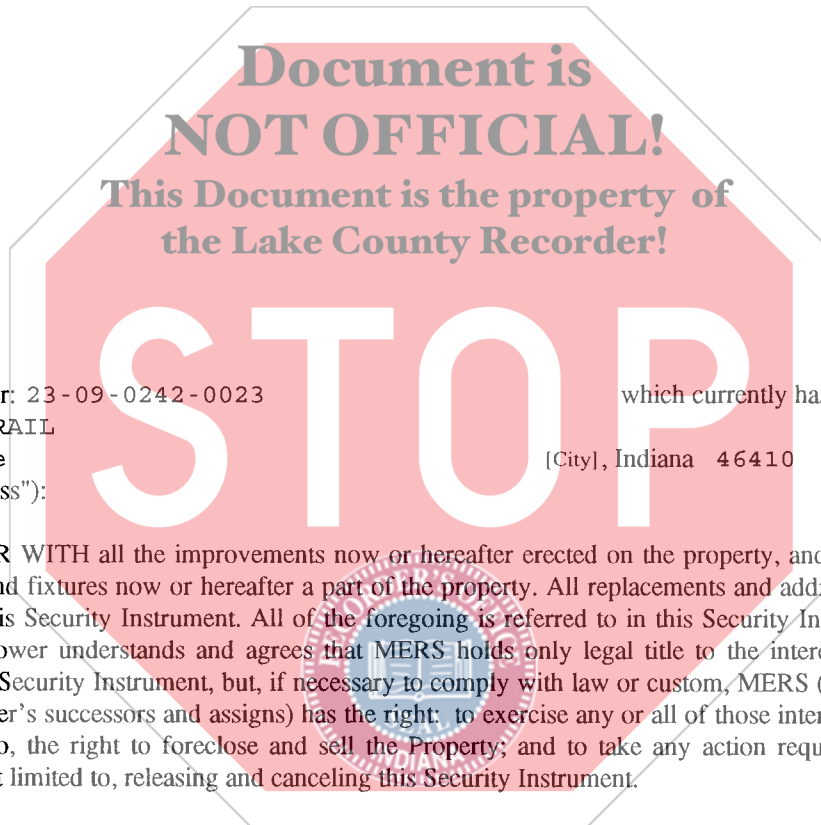 Document is
NOT OFFICIAL!
This Document is the property of
the Lake County Recorder!
STOP
r: 23-09-0242-0023 which currently ha
RAIL
e [City], Indiana 46410
ss"):
R WITH all the improvements now or hereafter erected on the property, and
nd fixtures now or hereafter a part of the property. All replacements and add
is Security Instrument. All of the foregoing is referred to in this Security In
ower understands and agrees that MERS holds only legal title to the intere
Security Instrument, but, if necessary to comply with law or custom, MERS (
er's successors and assigns) has the right: to exercise any or all of those inter
o, the right to foreclose and sell the Property; and to take any action requ
t limited to, releasing and canceling this Security Instrument.
RECORDER'S OFFICE
SEAL
INDIANA